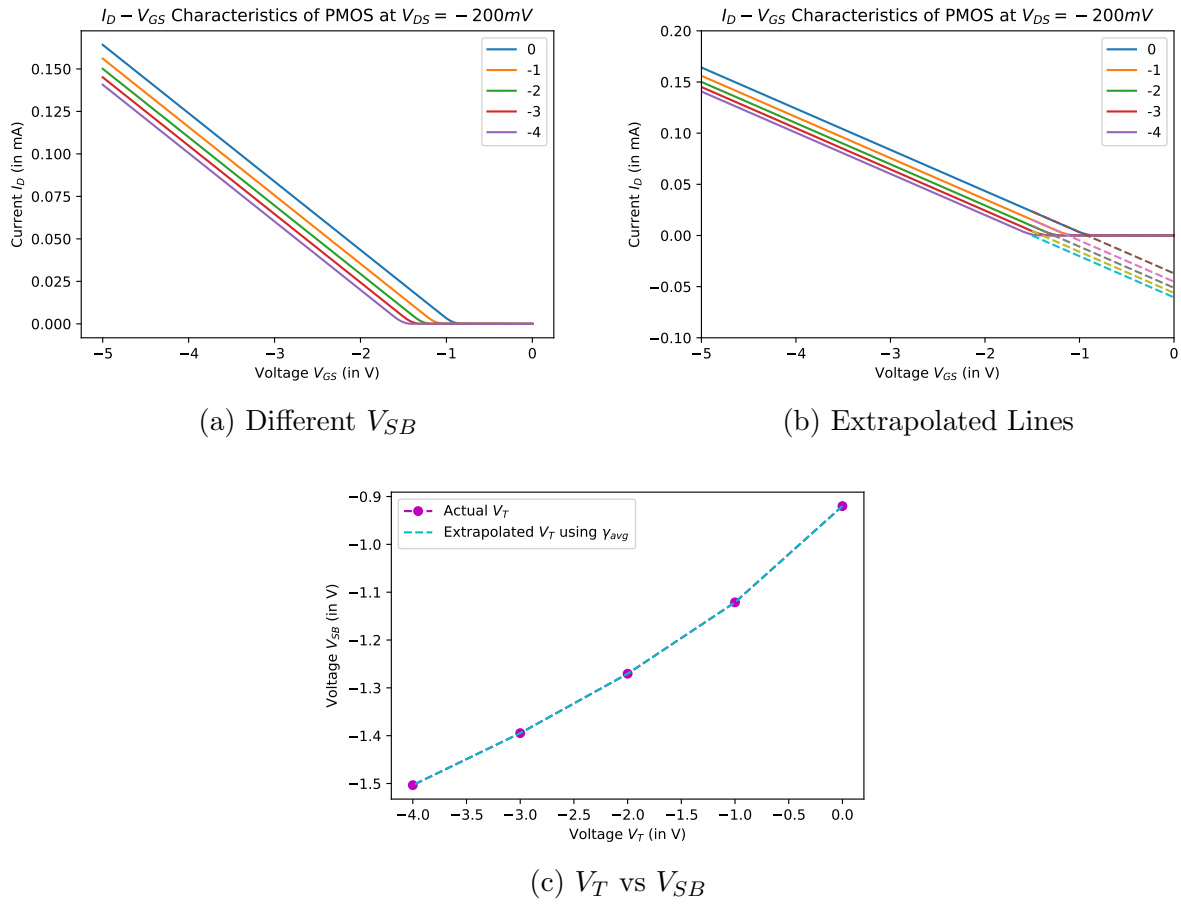 I_D − V_GS Characteristics of PMOS at V_DS = − 200mV
0.150
0.125
0.100
0.075
0.050
0.025
0.000
Current I_D (in mA)
0
-1
-2
-3
-4
−5 −4 −3 −2 −1 0
Voltage V_GS (in V)
(a) Different V_SB
I_D − V_GS Characteristics of PMOS at V_DS = − 200mV
0.20
0.15
0.10
0.05
0.00
−0.05
−0.10
Current I_D (in mA)
0
-1
-2
-3
-4
−5 −4 −3 −2 −1 0
Voltage V_GS (in V)
(b) Extrapolated Lines
−0.9
−1.0
−1.1
−1.2
−1.3
−1.4
−1.5
Voltage V_SB (in V)
Actual V_T
Extrapolated V_T using γ_avg
−4.0 −3.5 −3.0 −2.5 −2.0 −1.5 −1.0 −0.5 0.0
Voltage V_T (in V)
(c) V_T vs V_SB